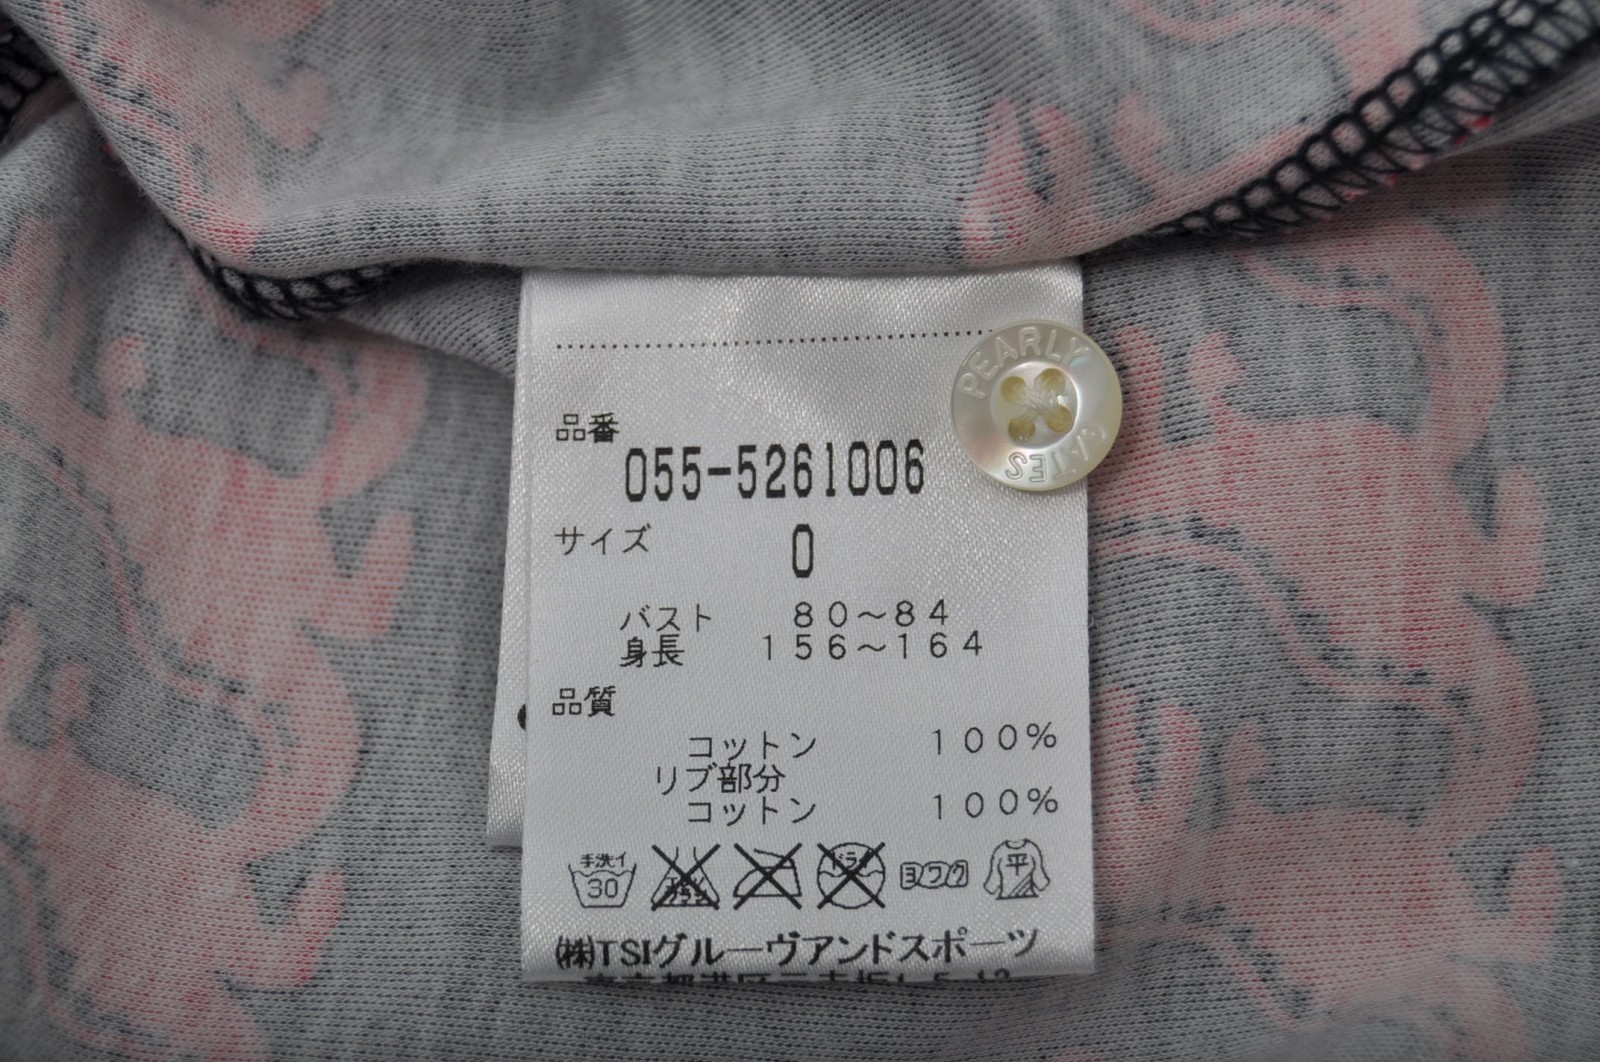 品番
055-5261006
サイズ 0
バスト 80～84
身長 156～164
品質
コットン 100%
リブ部分
コットン 100%
手洗イ 30 ドライ ヨワク 平
㈱TSIグルーヴアンドスポーツ
PEARLY
GATES